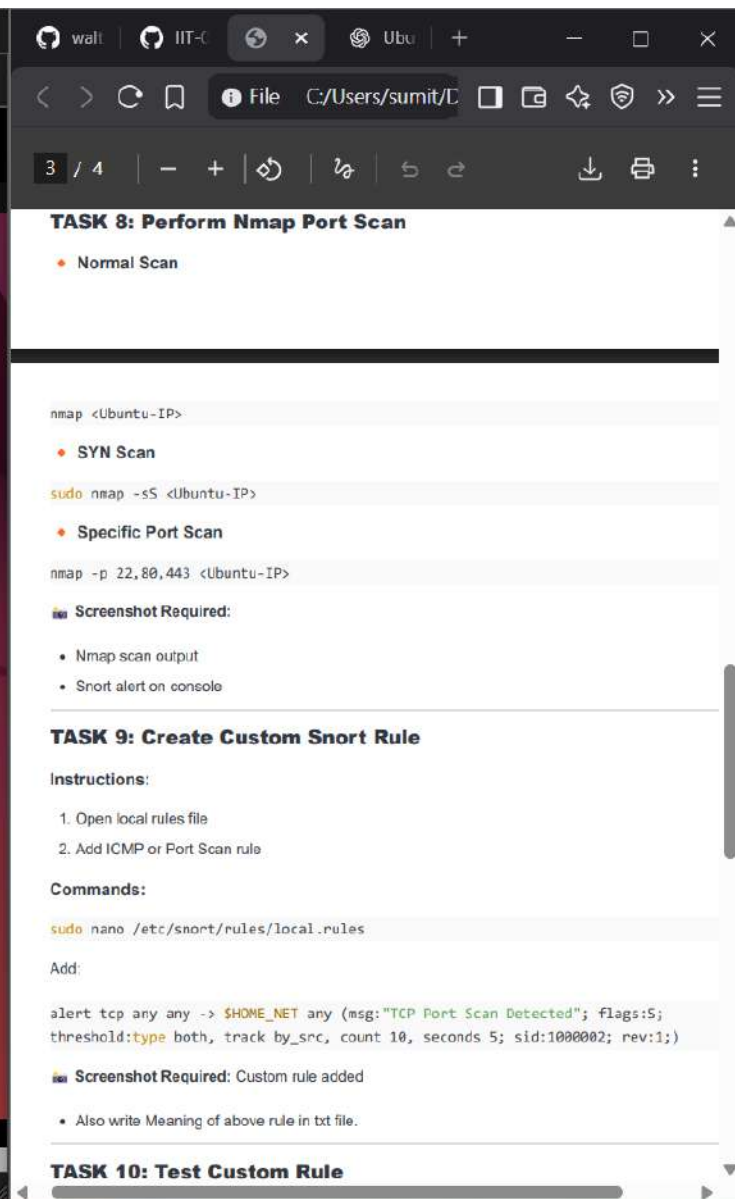 walt
IIT-C
Ubu
File C:/Users/sumit/D
3 / 4
TASK 8: Perform Nmap Port Scan
Normal Scan
nmap <Ubuntu-IP>
SYN Scan
sudo nmap -sS <Ubuntu-IP>
Specific Port Scan
nmap -p 22,80,443 <Ubuntu-IP>
Screenshot Required:
• Nmap scan output
• Snort alert on console
TASK 9: Create Custom Snort Rule
Instructions:
1. Open local rules file
2. Add ICMP or Port Scan rule
Commands:
sudo nano /etc/snort/rules/local.rules
Add:
alert tcp any any -> $HOME_NET any (msg:"TCP Port Scan Detected"; flags:S;
threshold:type both, track by_src, count 10, seconds 5; sid:1000002; rev:1;)
Screenshot Required: Custom rule added
• Also write Meaning of above rule in txt file.
TASK 10: Test Custom Rule